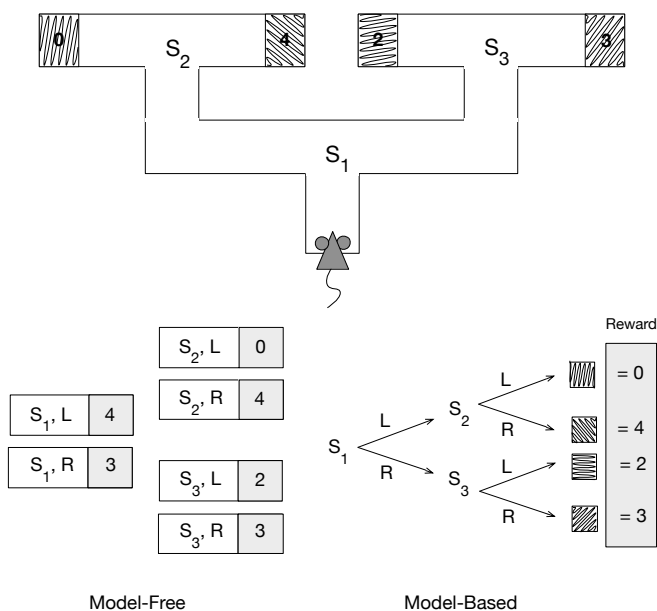 0 S₂ 4 2 S₃ 3
S₁
Reward
S₂, L 0
S₂, R 4
S₁, L 4
S₁, R 3
S₃, L 2
S₃, R 3
S₁
L
R
S₂
S₃
L
R
L
R
= 0
= 4
= 2
= 3
Model-Free
Model-Based